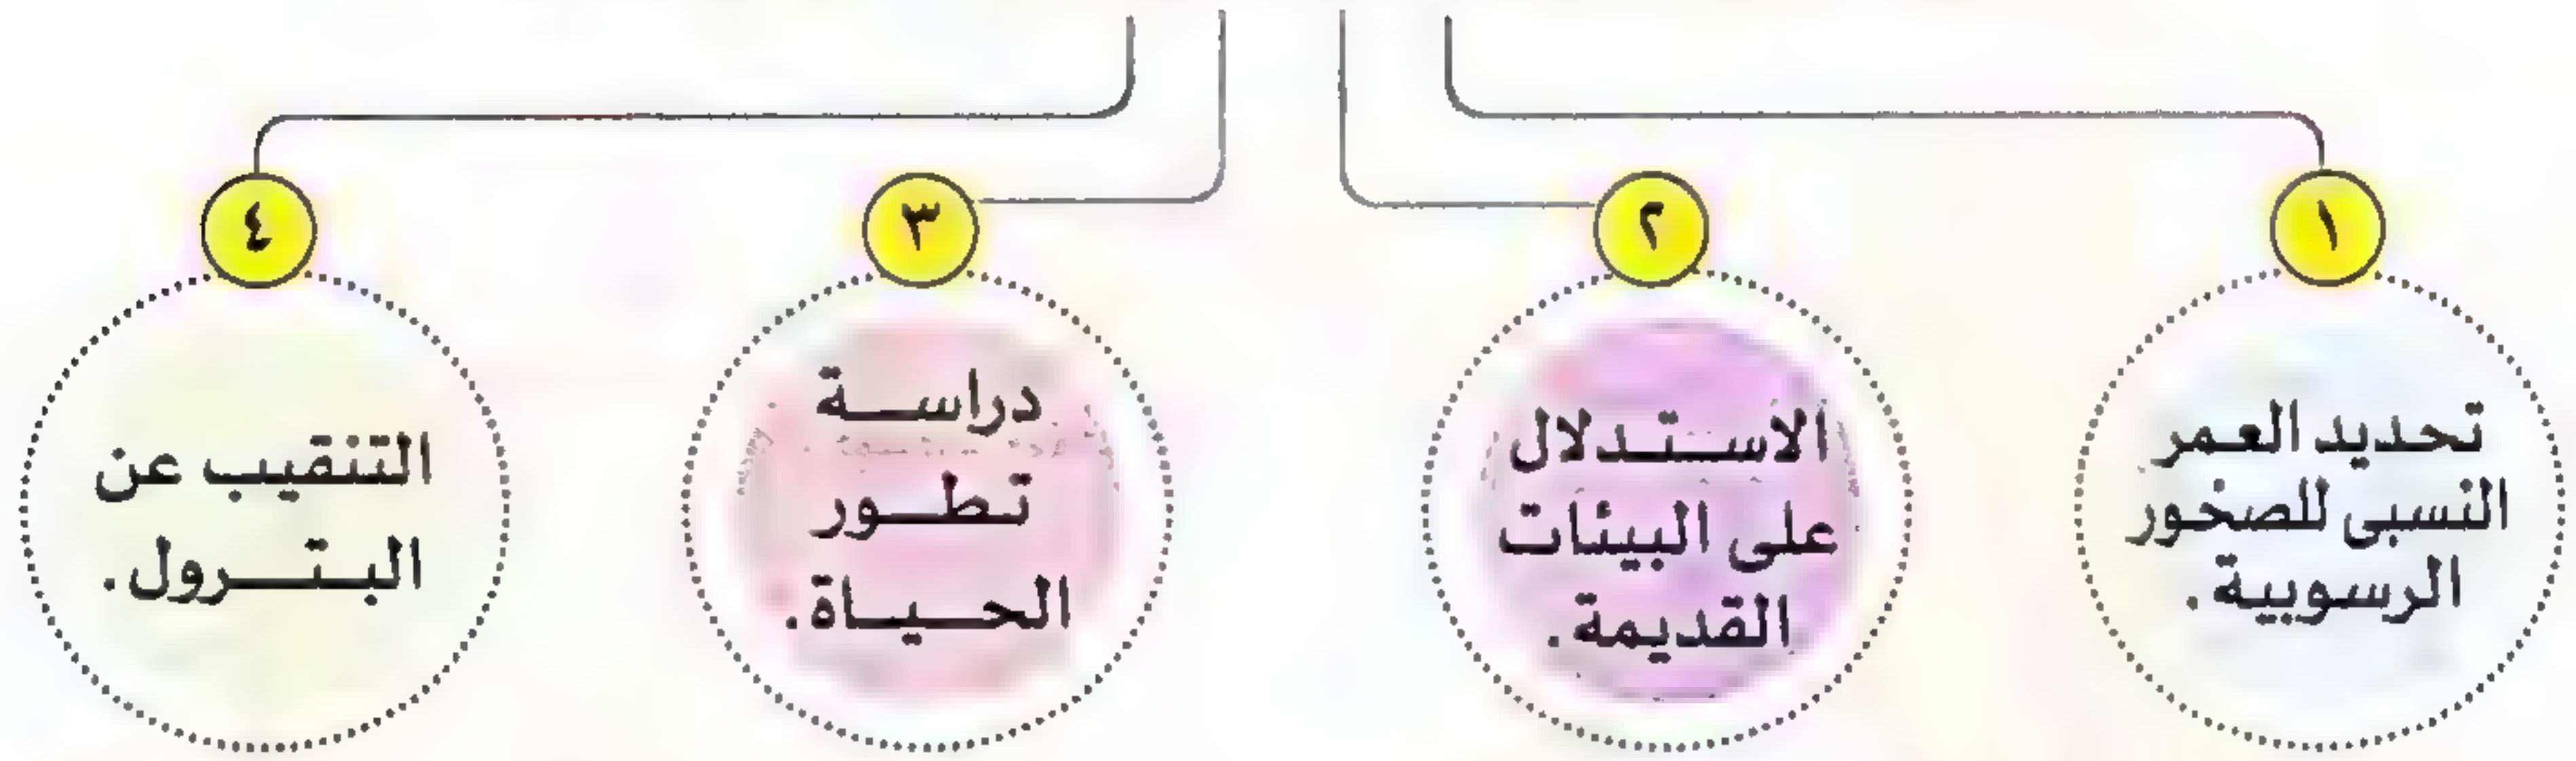 ١
تحديد العمر
النسبى للصخور
الرسوبية.
٢
الاستدلال
على البيئات
القديمة.
٣
دراسة
تطور
الحياة.
٤
التنقيب عن
البترول.